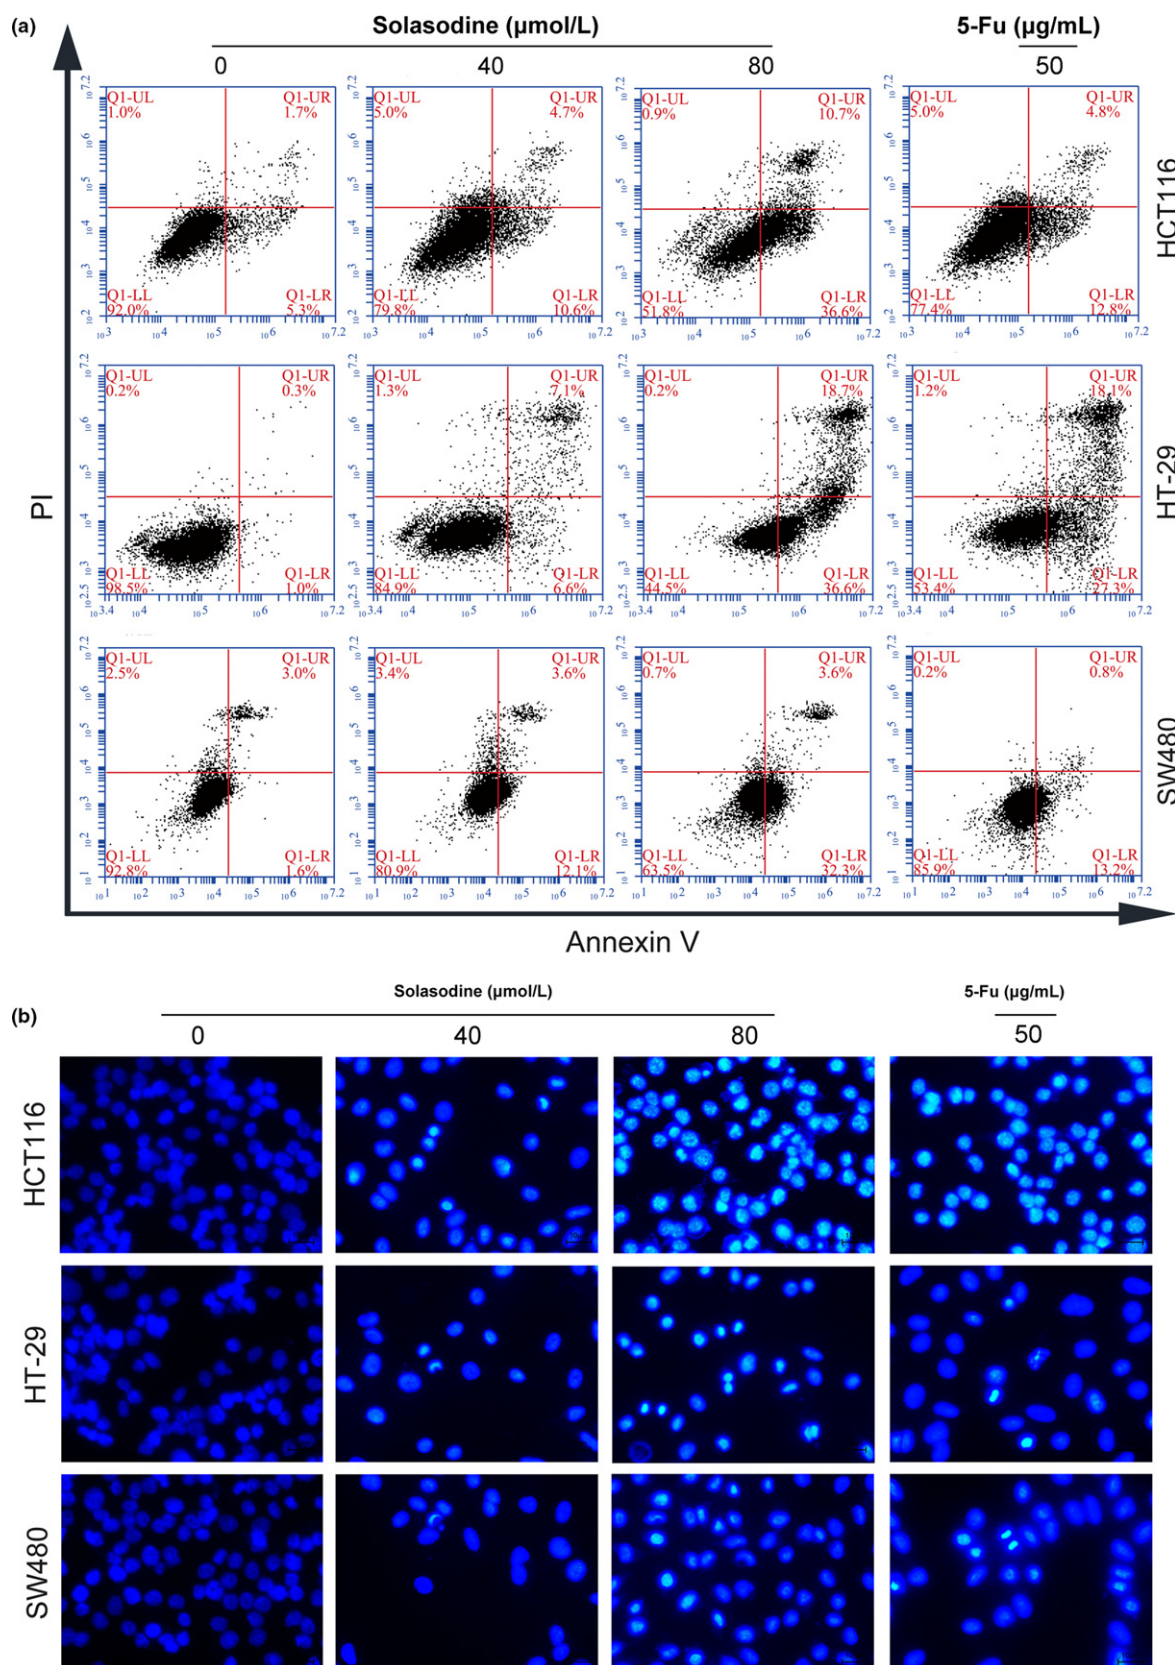 (a)
Solasodine (µmol/L)
5-Fu (µg/mL)
0
40
80
50
Q1-UL
1.0%
Q1-UR
1.7%
Q1-LL
92.0%
Q1-LR
5.3%
Q1-UL
5.0%
Q1-UR
4.7%
Q1-LL
79.8%
Q1-LR
10.6%
Q1-UL
0.9%
Q1-UR
10.7%
Q1-LL
51.8%
Q1-LR
36.6%
Q1-UL
5.0%
Q1-UR
4.8%
Q1-LL
77.4%
Q1-LR
12.8%
HCT116
Q1-UL
0.2%
Q1-UR
0.3%
Q1-LL
98.5%
Q1-LR
1.0%
Q1-UL
1.3%
Q1-UR
7.1%
Q1-LL
84.9%
Q1-LR
6.6%
Q1-UL
0.2%
Q1-UR
18.7%
Q1-LL
44.5%
Q1-LR
36.6%
Q1-UL
1.2%
Q1-UR
18.1%
Q1-LL
53.4%
Q1-LR
27.3%
HT-29
PI
Q1-UL
2.5%
Q1-UR
3.0%
Q1-LL
92.8%
Q1-LR
1.6%
Q1-UL
3.4%
Q1-UR
3.6%
Q1-LL
80.9%
Q1-LR
12.1%
Q1-UL
0.7%
Q1-UR
3.6%
Q1-LL
63.5%
Q1-LR
32.3%
Q1-UL
0.2%
Q1-UR
0.8%
Q1-LL
85.9%
Q1-LR
13.2%
SW480
Annexin V
(b)
Solasodine (µmol/L)
5-Fu (µg/mL)
0
40
80
50
HCT116
HT-29
SW480